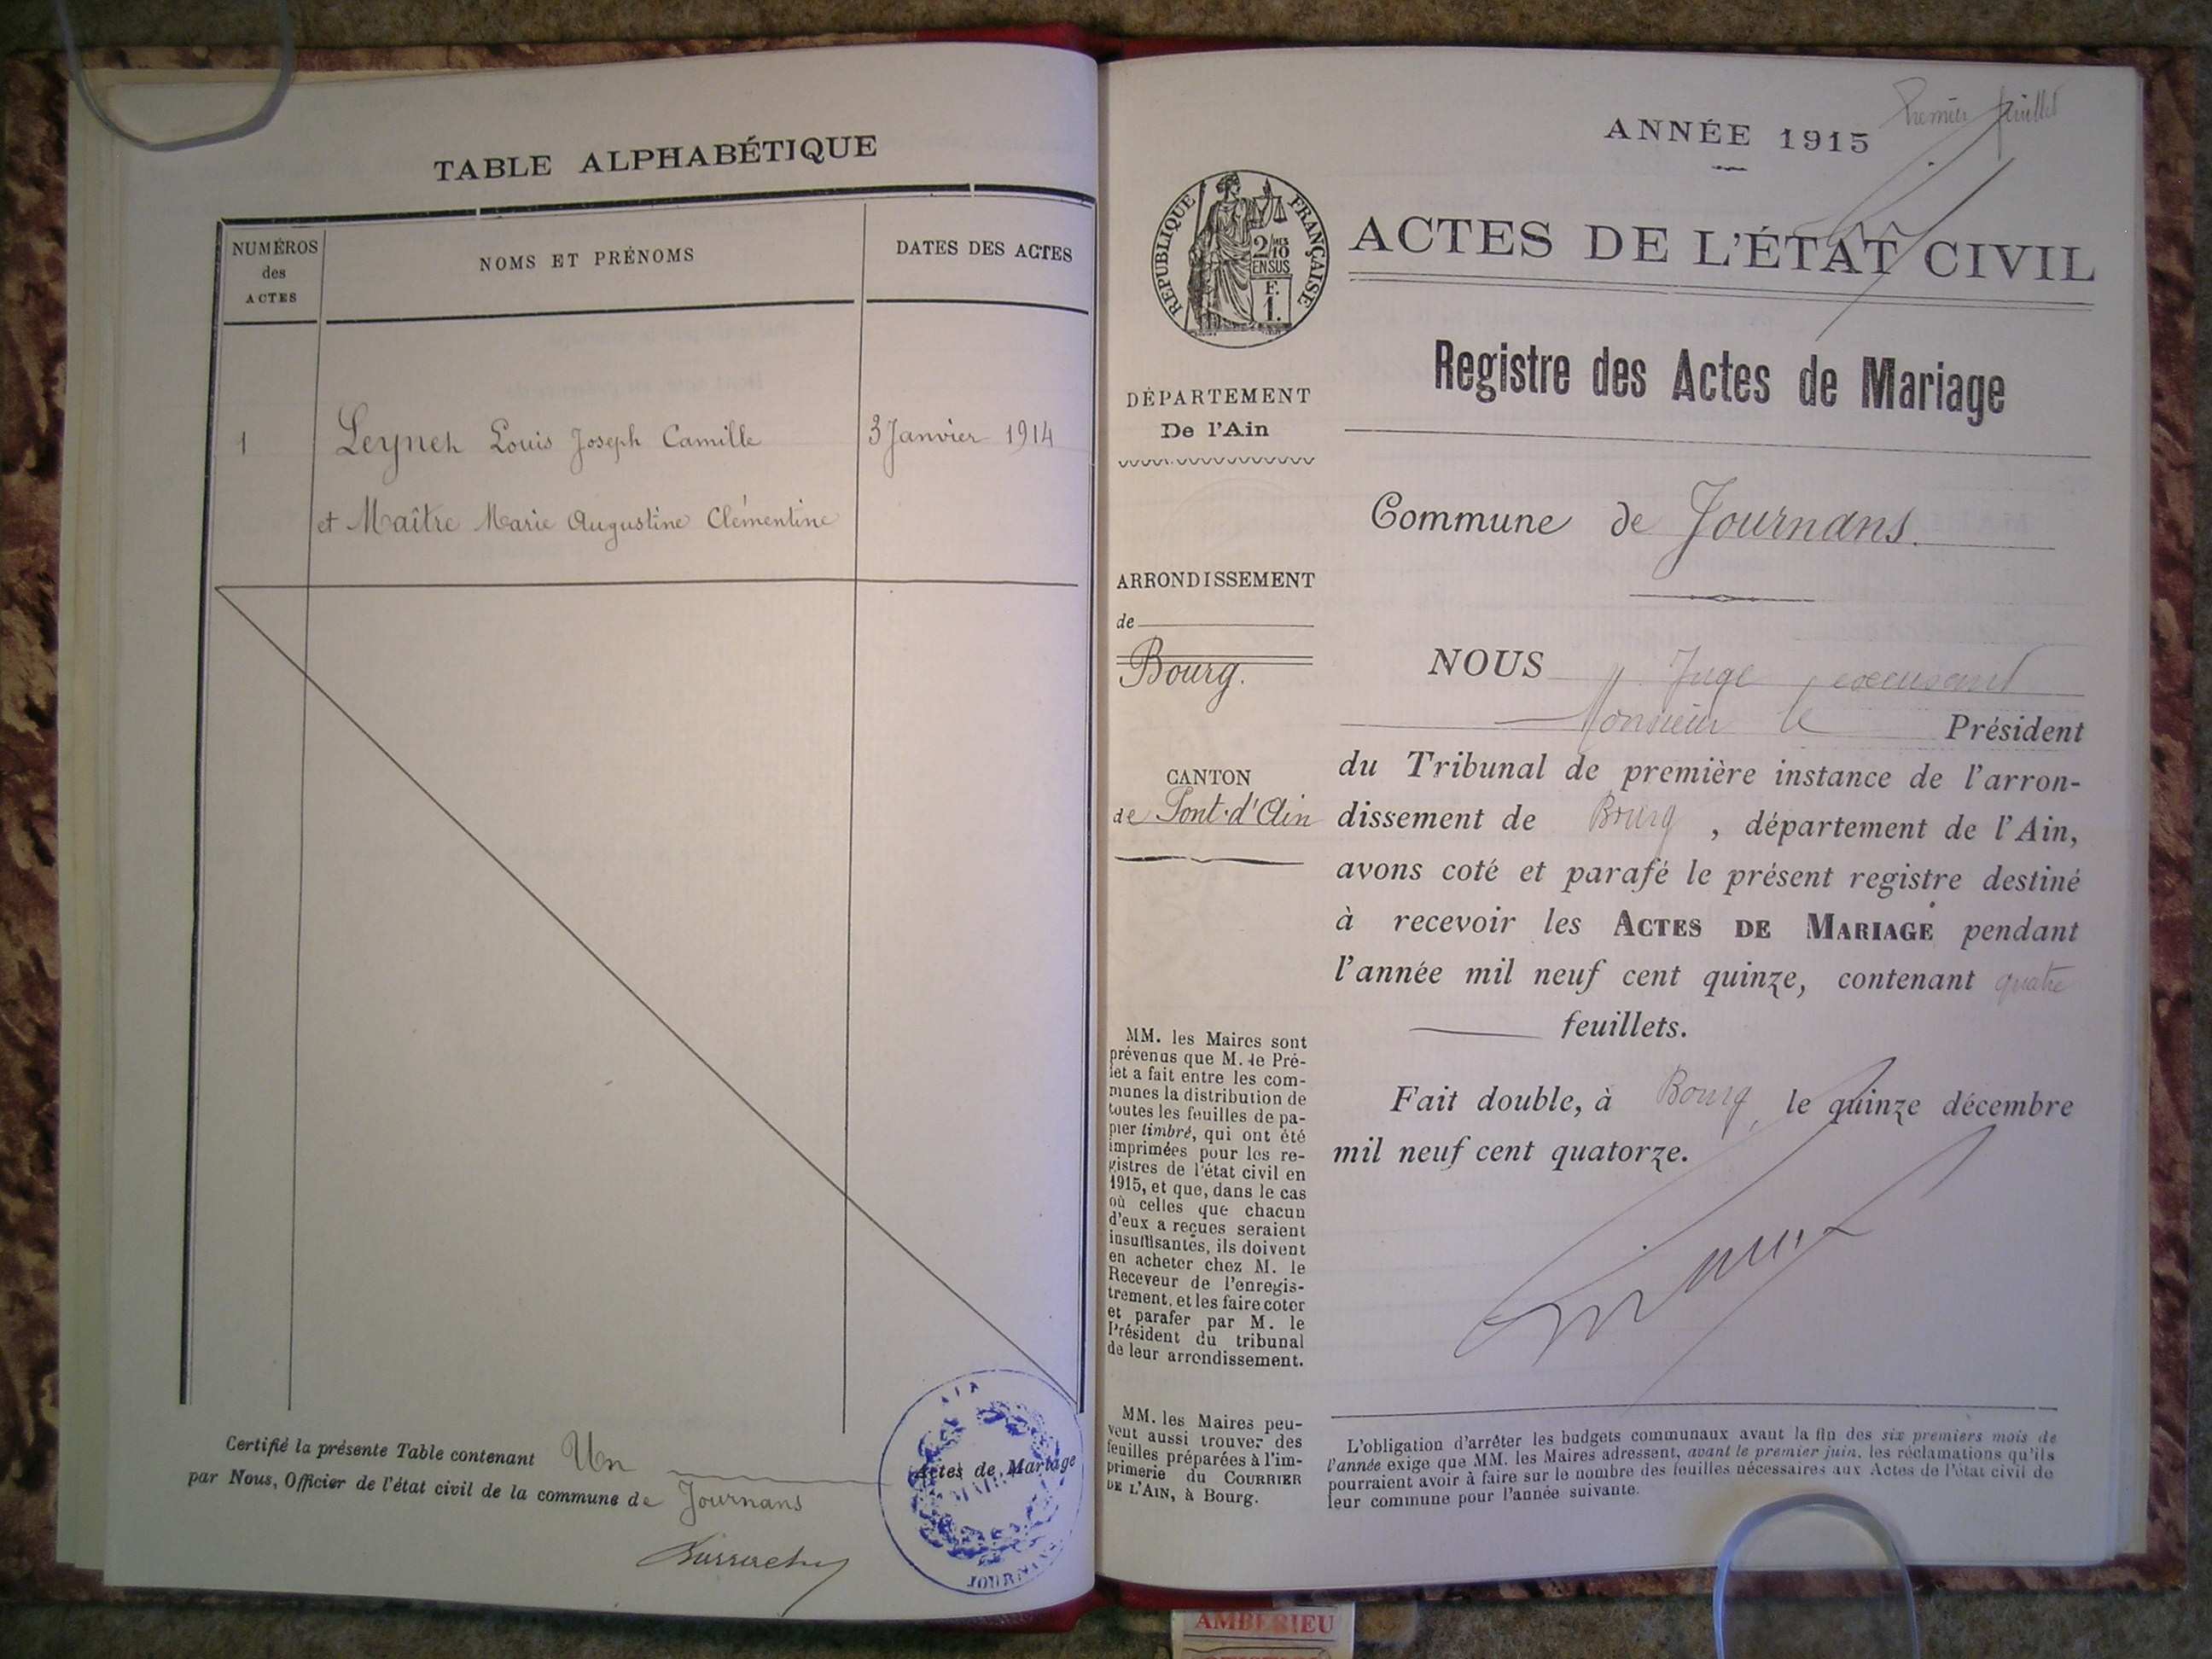 TABLE ALPHABÉTIQUE
NUMÉROS
des
ACTES
NOMS ET PRÉNOMS
DATES DES ACTES
1
Leynet Louis Joseph Camille
3 Janvier 1914
et Maître Marie Augustine Clémentine
Certifié la présente Table contenant Un
Actes de Mariage
par Nous, Officier de l'état civil de la commune de Journans
MAIRIE
JOURNANS
AIN
Premier feuillet
ANNÉE 1915
RÉPUBLIQUE FRANÇAISE
2/10MES
EN SUS
F.
1.
ACTES DE L'ÉTAT CIVIL
Registre des Actes de Mariage
DÉPARTEMENT
De l'Ain
Commune de Journans.
ARRONDISSEMENT
de
Bourg.
CANTON
de Pont-d'Ain
NOUS Juge
Monsieur le Président
du Tribunal de première instance de l'arron-
dissement de Bourg, département de l'Ain,
avons coté et parafé le présent registre destiné
à recevoir les ACTES DE MARIAGE pendant
l'année mil neuf cent quinze, contenant quatre
feuillets.
Fait double, à Bourg, le quinze décembre
mil neuf cent quatorze.
MM. les Maires sont
prévenus que M. le Pré-
fet a fait entre les com-
munes la distribution de
toutes les feuilles de pa-
pier timbré, qui ont été
imprimées pour les re-
gistres de l'état civil en
1915, et que, dans le cas
où celles que chacun
d'eux a reçues seraient
insuffisantes, ils doivent
en acheter chez M. le
Receveur de l'enregis-
trement, et les faire coter
et parafer par M. le
Président du tribunal
de leur arrondissement.
MM. les Maires peu-
vent aussi trouver des
feuilles préparées à l'im-
primerie du COURRIER
DE L'AIN, à Bourg.
L'obligation d'arrêter les budgets communaux avant la fin des six premiers mois de
l'année exige que MM. les Maires adressent, avant le premier juin, les réclamations qu'ils
pourraient avoir à faire sur le nombre des feuilles nécessaires aux Actes de l'état civil de
leur commune pour l'année suivante.
AMBERIEU